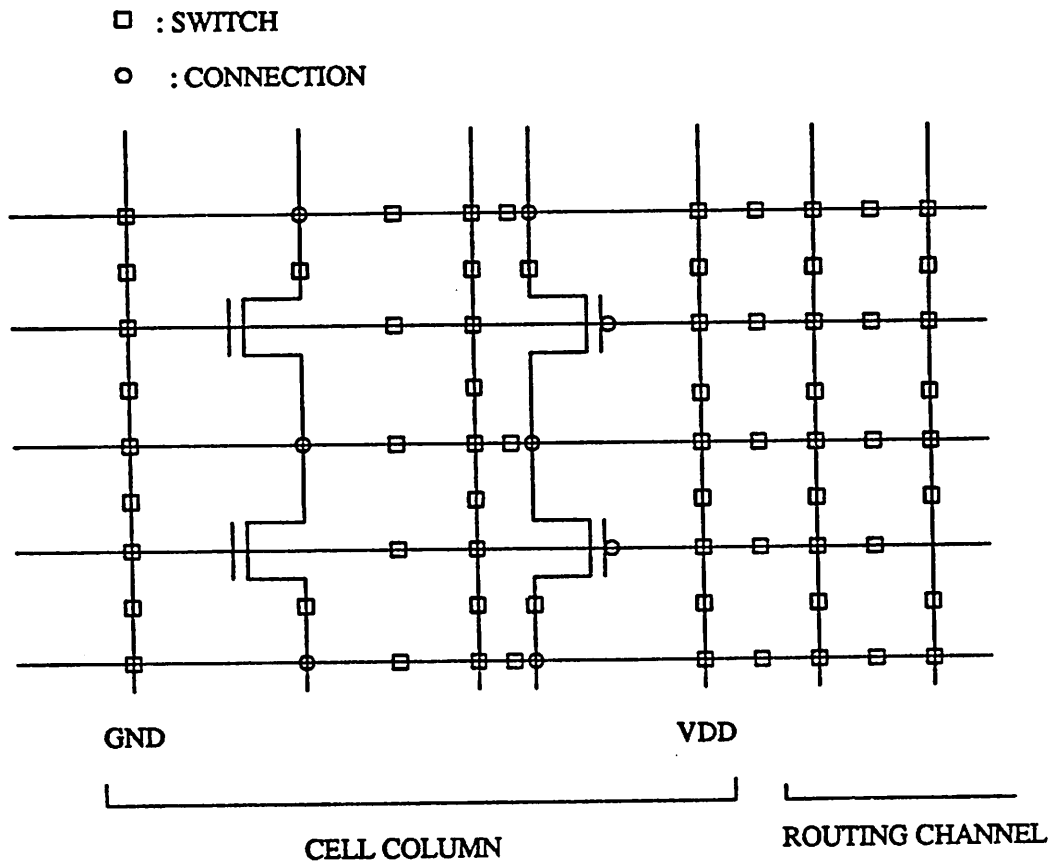 : SWITCH
: CONNECTION
GND
VDD
CELL COLUMN
ROUTING CHANNEL